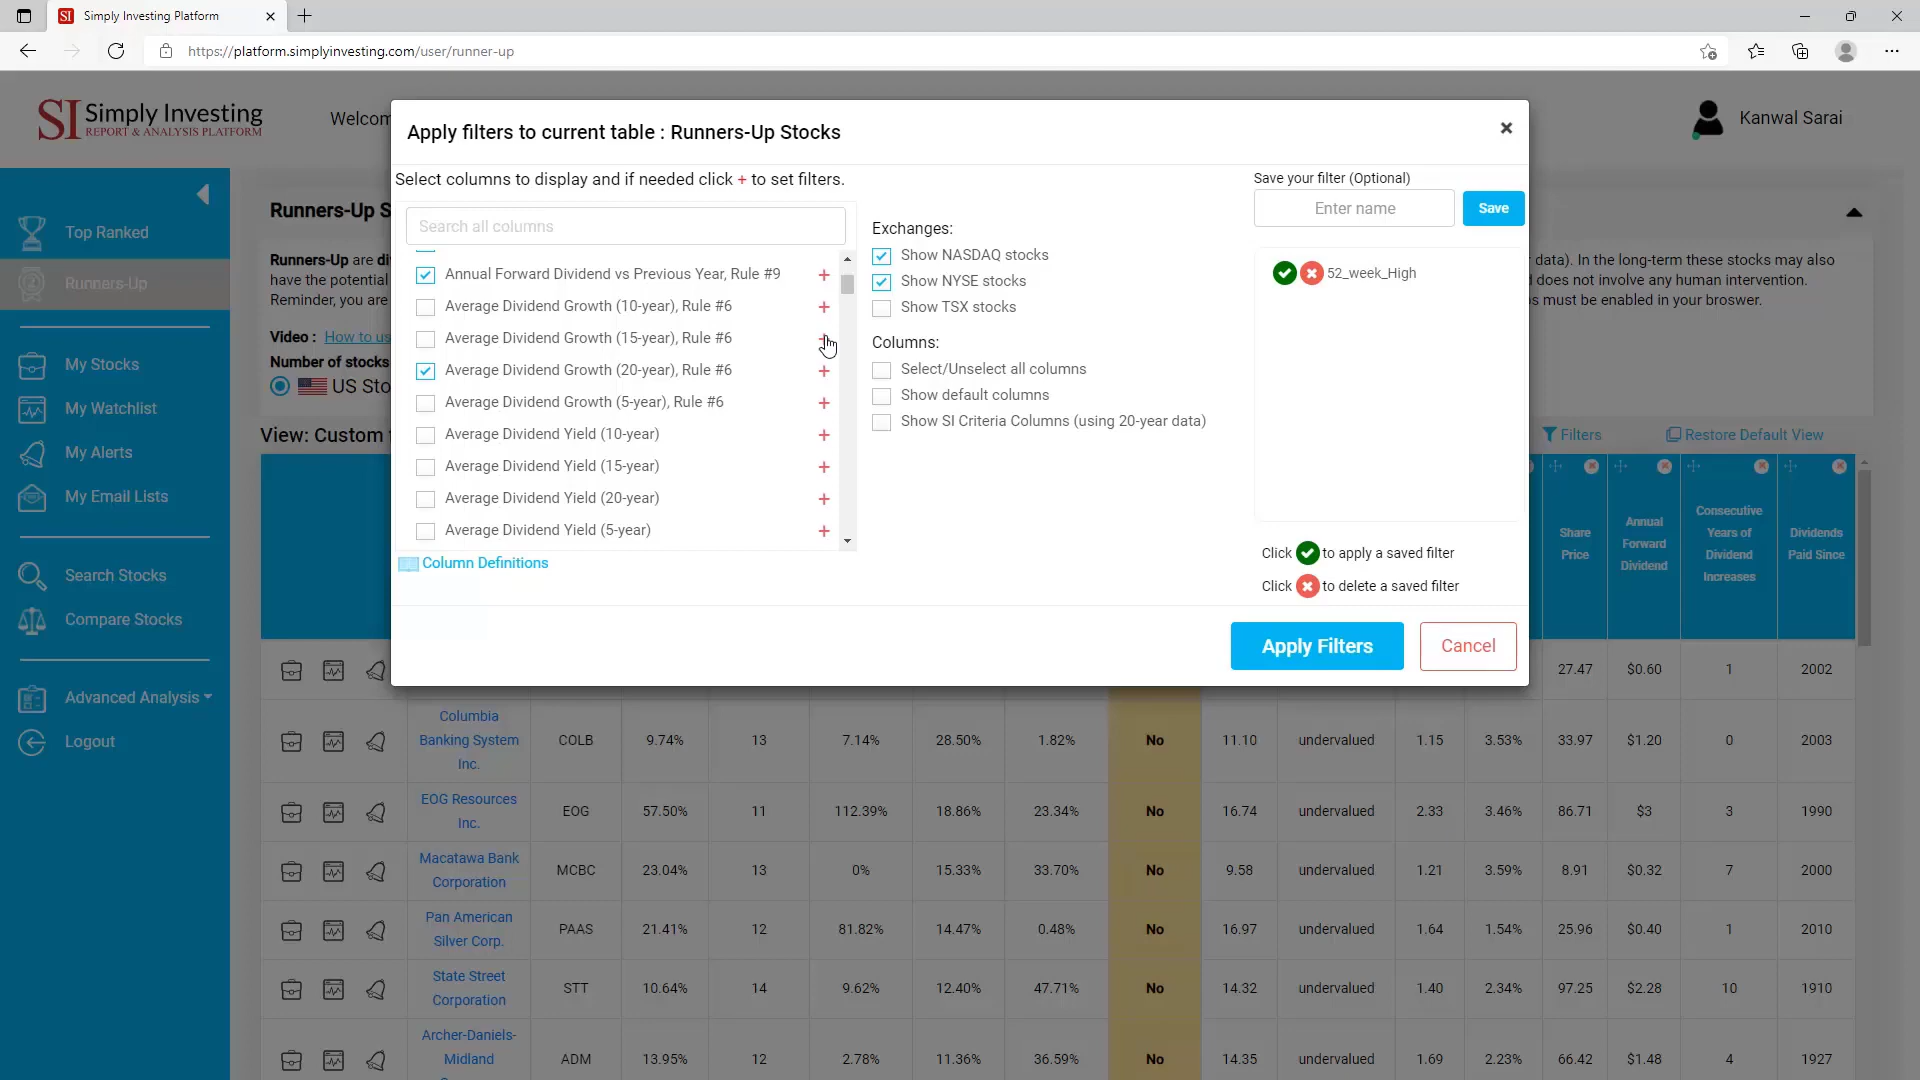 Simply Investing Platform
https://platform.simplyinvesting.com/user/runner-up
SI Simply Investing
REPORT & ANALYSIS PLATFORM
Welcom
Kanwal Sarai
Top Ranked
Runners-Up
My Stocks
My Watchlist
My Alerts
My Email Lists
Search Stocks
Compare Stocks
Advanced Analysis
Logout
Runners-Up S
Runners-Up are di
have the potential
Reminder, you are
data). In the long-term these stocks may also
does not involve any human intervention.
s must be enabled in your broswer.
Video : How to us
Number of stocks
US Sto
View: Custom
Filters
Restore Default View
Apply filters to current table : Runners-Up Stocks
Select columns to display and if needed click + to set filters.
Search all columns
Annual Forward Dividend vs Previous Year, Rule #9 +
Average Dividend Growth (10-year), Rule #6 +
Average Dividend Growth (15-year), Rule #6
Average Dividend Growth (20-year), Rule #6 +
Average Dividend Growth (5-year), Rule #6 +
Average Dividend Yield (10-year) +
Average Dividend Yield (15-year) +
Average Dividend Yield (20-year) +
Average Dividend Yield (5-year) +
Column Definitions
Exchanges:
Show NASDAQ stocks
Show NYSE stocks
Show TSX stocks
Columns:
Select/Unselect all columns
Show default columns
Show SI Criteria Columns (using 20-year data)
Save your filter (Optional)
Enter name
Save
52_week_High
Click to apply a saved filter
Click to delete a saved filter
Apply Filters
Cancel
Share
Price
Annual
Forward
Dividend
Consecutive
Years of
Dividend
Increases
Dividends
Paid Since
27.47 $0.60 1 2002
Columbia
Banking System
Inc.
COLB 9.74% 13 7.14% 28.50% 1.82% No 11.10 undervalued 1.15 3.53% 33.97 $1.20 0 2003
EOG Resources
Inc.
EOG 57.50% 11 112.39% 18.86% 23.34% No 16.74 undervalued 2.33 3.46% 86.71 $3 3 1990
Macatawa Bank
Corporation
MCBC 23.04% 13 0% 15.33% 33.70% No 9.58 undervalued 1.21 3.59% 8.91 $0.32 7 2000
Pan American
Silver Corp.
PAAS 21.41% 12 81.82% 14.47% 0.48% No 16.97 undervalued 1.64 1.54% 25.96 $0.40 1 2010
State Street
Corporation
STT 10.64% 14 9.62% 12.40% 47.71% No 14.32 undervalued 1.40 2.34% 97.25 $2.28 10 1910
Archer-Daniels-
Midland
ADM 13.95% 12 2.78% 11.36% 36.59% No 14.35 undervalued 1.69 2.23% 66.42 $1.48 4 1927